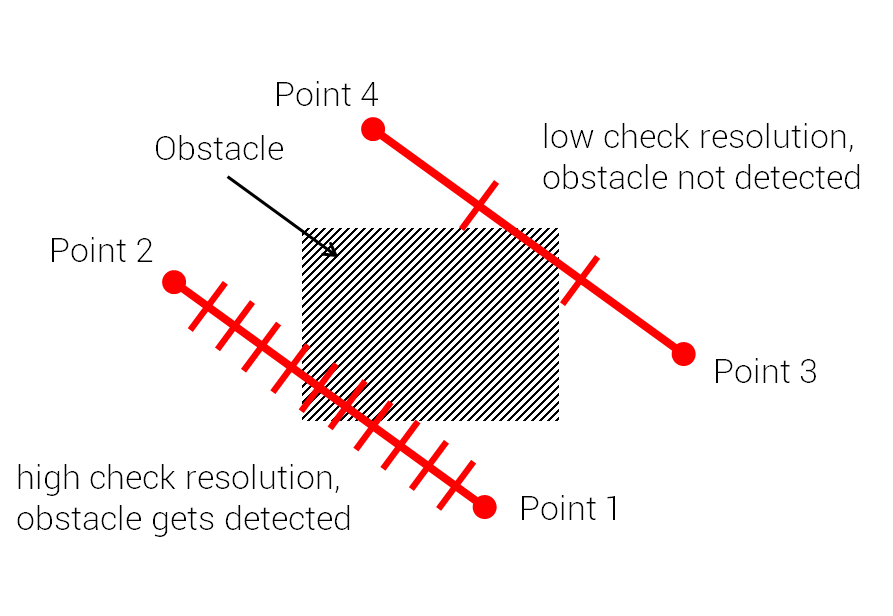 Point 4
Obstacle
low check resolution,
obstacle not detected
Point 2
Point 3
high check resolution,
obstacle gets detected
Point 1